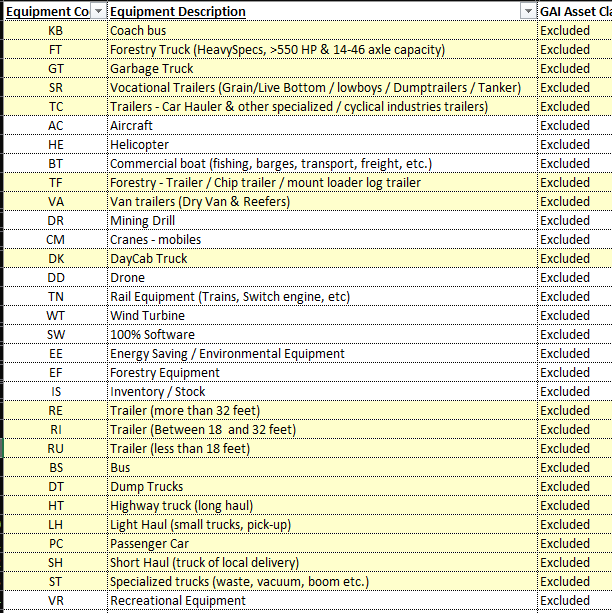 Equipment Co Equipment Description GAI Asset Cla
KB Coach bus Excluded
FT Forestry Truck (HeavySpecs, >550 HP & 14-46 axle capacity) Excluded
GT Garbage Truck Excluded
SR Vocational Trailers (Grain/Live Bottom / lowboys / Dumptrailers / Tanker) Excluded
TC Trailers - Car Hauler & other specialized / cyclical industries trailers) Excluded
AC Aircraft Excluded
HE Helicopter Excluded
BT Commercial boat (fishing, barges, transport, freight, etc.) Excluded
TF Forestry - Trailer / Chip trailer / mount loader log trailer Excluded
VA Van trailers (Dry Van & Reefers) Excluded
DR Mining Drill Excluded
CM Cranes - mobiles Excluded
DK DayCab Truck Excluded
DD Drone Excluded
TN Rail Equipment (Trains, Switch engine, etc) Excluded
WT Wind Turbine Excluded
SW 100% Software Excluded
EE Energy Saving / Environmental Equipment Excluded
EF Forestry Equipment Excluded
IS Inventory / Stock Excluded
RE Trailer (more than 32 feet) Excluded
RI Trailer (Between 18 and 32 feet) Excluded
RU Trailer (less than 18 feet) Excluded
BS Bus Excluded
DT Dump Trucks Excluded
HT Highway truck (long haul) Excluded
LH Light Haul (small trucks, pick-up) Excluded
PC Passenger Car Excluded
SH Short Haul (truck of local delivery) Excluded
ST Specialized trucks (waste, vacuum, boom etc.) Excluded
VR Recreational Equipment Excluded